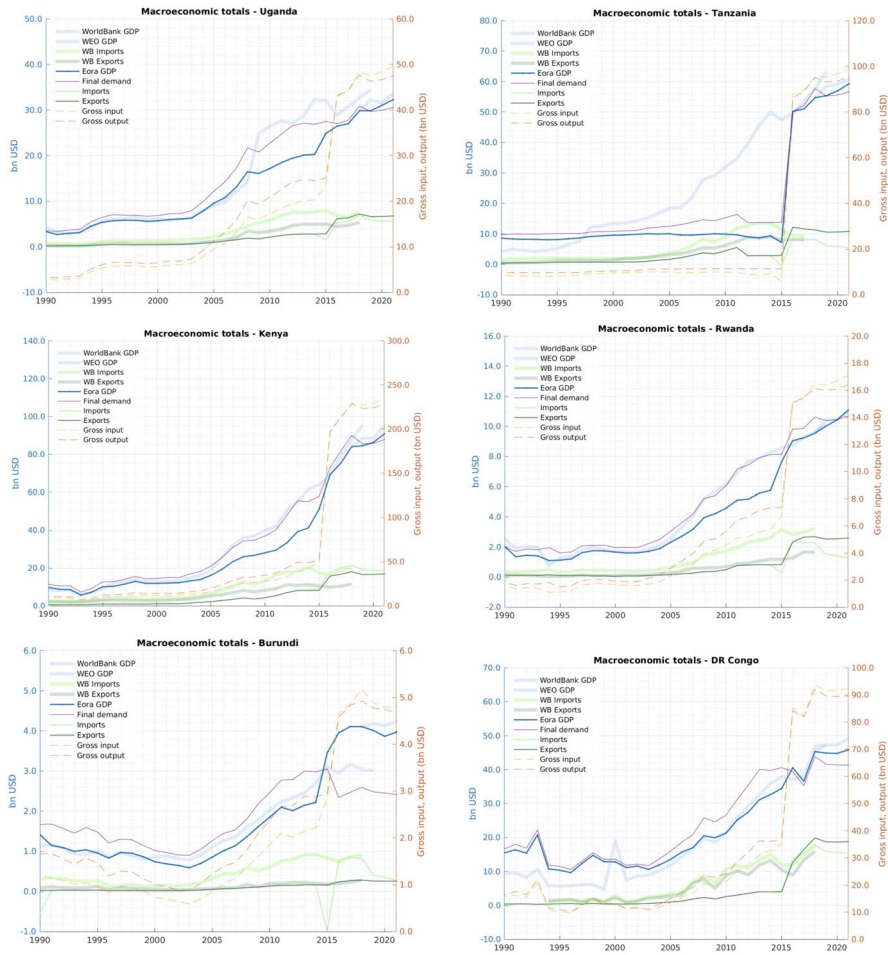 Macroeconomic totals - Uganda
50.0
40.0
30.0
20.0
10.0
0.0
-10.0
bn USD
WorldBank GDP
WEO GDP
WB Imports
WB Exports
Eora GDP
Final demand
Imports
Exports
Gross input
Gross output
60.0
50.0
40.0
30.0
20.0
10.0
0.0
Gross input, output (bn USD)
1990 1995 2000 2005 2010 2015 2020
Macroeconomic totals - Tanzania
80.0
70.0
60.0
50.0
40.0
30.0
20.0
10.0
0.0
-10.0
bn USD
WorldBank GDP
WEO GDP
WB Imports
WB Exports
Eora GDP
Final demand
Imports
Exports
Gross input
Gross output
120.0
100.0
80.0
60.0
40.0
20.0
0.0
Gross input, output (bn USD)
1990 1995 2000 2005 2010 2015 2020
Macroeconomic totals - Kenya
140.0
120.0
100.0
80.0
60.0
40.0
20.0
0.0
bn USD
WorldBank GDP
WEO GDP
WB Imports
WB Exports
Eora GDP
Final demand
Imports
Exports
Gross input
Gross output
300.0
250.0
200.0
150.0
100.0
50.0
0.0
Gross input, output (bn USD)
1990 1995 2000 2005 2010 2015 2020
Macroeconomic totals - Rwanda
16.0
14.0
12.0
10.0
8.0
6.0
4.0
2.0
0.0
-2.0
bn USD
WorldBank GDP
WEO GDP
WB Imports
WB Exports
Eora GDP
Final demand
Imports
Exports
Gross input
Gross output
20.0
18.0
16.0
14.0
12.0
10.0
8.0
6.0
4.0
2.0
0.0
Gross input, output (bn USD)
1990 1995 2000 2005 2010 2015 2020
Macroeconomic totals - Burundi
6.0
5.0
4.0
3.0
2.0
1.0
0.0
-1.0
bn USD
WorldBank GDP
WEO GDP
WB Imports
WB Exports
Eora GDP
Final demand
Imports
Exports
Gross input
Gross output
6.0
5.0
4.0
3.0
2.0
1.0
0.0
Gross input, output (bn USD)
1990 1995 2000 2005 2010 2015 2020
Macroeconomic totals - DR Congo
70.0
60.0
50.0
40.0
30.0
20.0
10.0
0.0
-10.0
bn USD
WorldBank GDP
WEO GDP
WB Imports
WB Exports
Eora GDP
Final demand
Imports
Exports
Gross input
Gross output
100.0
90.0
80.0
70.0
60.0
50.0
40.0
30.0
20.0
10.0
0.0
Gross input, output (bn USD)
1990 1995 2000 2005 2010 2015 2020